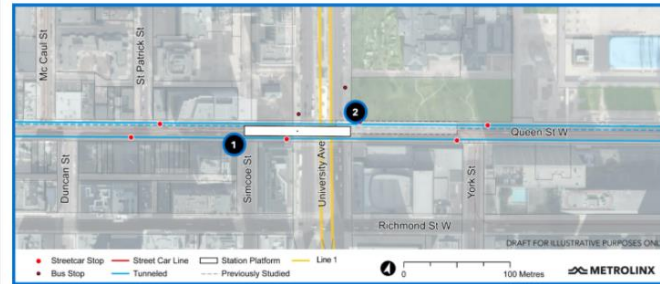 Mc Caul St
St Patrick St
2
1
Queen St W
Duncan St
Simcoe St
University Ave
York St
Richmond St W
DRAFT FOR ILLUSTRATIVE PURPOSES ONL
Streetcar Stop Street Car Line Station Platform Line 1
Bus Stop Tunneled Previously Studied
0 100 Metres
METROLINX